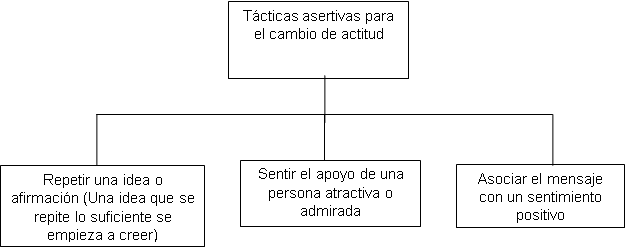 Tácticas asertivas para
el cambio de actitud
Repetir una idea o
afirmación (Una idea que se
repite lo suficiente se
empieza a creer)
Sentir el apoyo de una
persona atractiva o
admirada
Asociar el mensaje
con un sentimiento
positivo